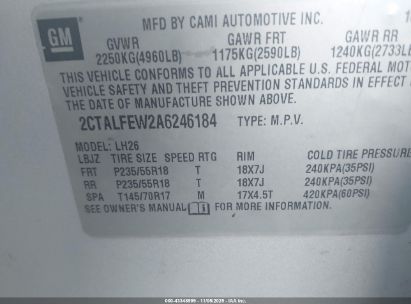 GM
MFD BY CAMI AUTOMOTIVE INC.
GVWR GAWR FRT GAWR RR
2250KG(4960LB) 1175KG(2590LB) 1240KG(2733L
THIS VEHICLE CONFORMS TO ALL APPLICABLE U.S. FEDERAL MOT
VEHICLE SAFETY AND THEFT PREVENTION STANDARDS IN EFFECT
THE DATE OF MANUFACTURE SHOWN ABOVE.
2CTALFEW2A6246184 TYPE: M.P.V.
MODEL: LH26
LBJZ TIRE SIZE SPEED RTG RIM COLD TIRE PRESSURE
FRT P235/55R18 T 18X7J 240KPA(35PSI)
RR P235/55R18 T 18X7J 240KPA(35PSI)
SPA T145/70R17 M 17X4.5T 420KPA(60PSI)
SEE OWNER'S MANUAL FOR MORE INFORMATION.